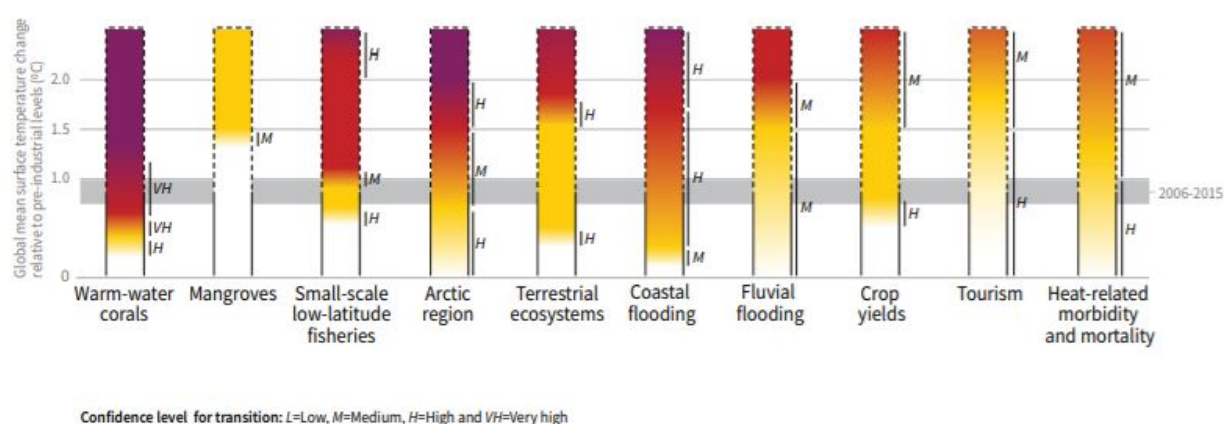 Global mean surface temperature change
relative to pre-industrial levels (°C)
2.0
1.5
1.0
0
VH
VH
H
M
H
M
H
H
M
H
H
H
H
H
M
M
M
M
H
M
H
M
H
2006-2015
Warm-water
corals
Mangroves
Small-scale
low-latitude
fisheries
Arctic
region
Terrestrial
ecosystems
Coastal
flooding
Fluvial
flooding
Crop
yields
Tourism
Heat-related
morbidity
and mortality
Confidence level for transition: L=Low, M=Medium, H=High and VH=Very high